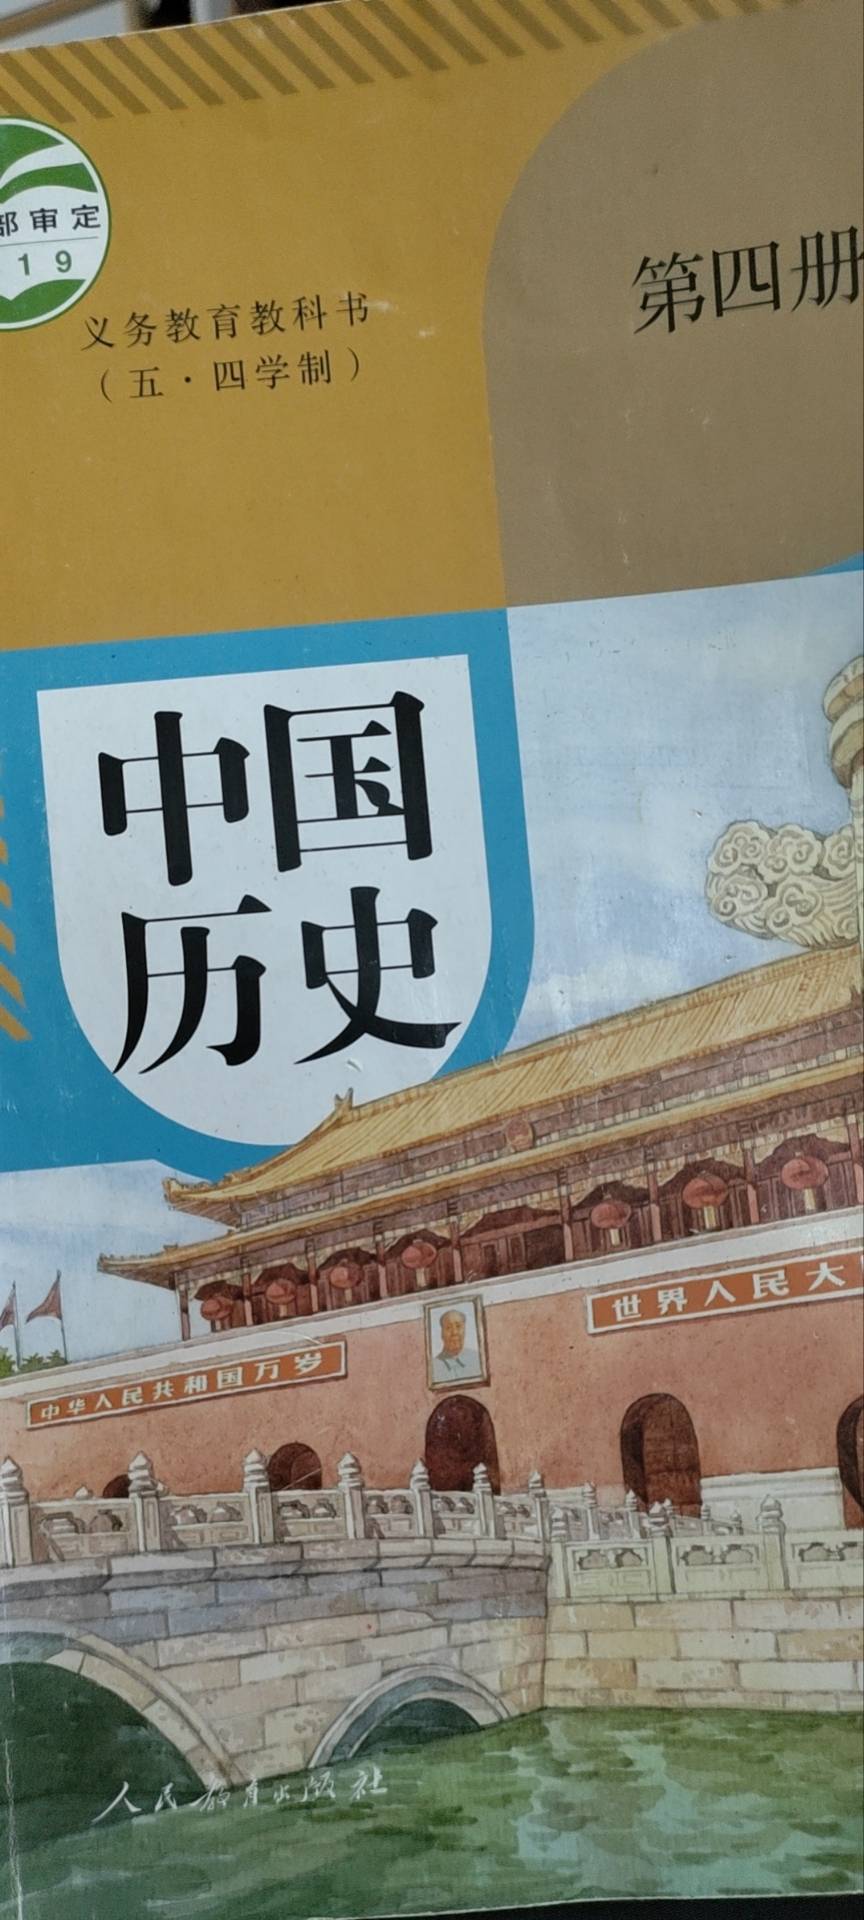 部审定
19
第四册
义务教育教科书
（五·四学制）
中国
历史
世界人民大
中华人民共和国万岁
人民教育出版社